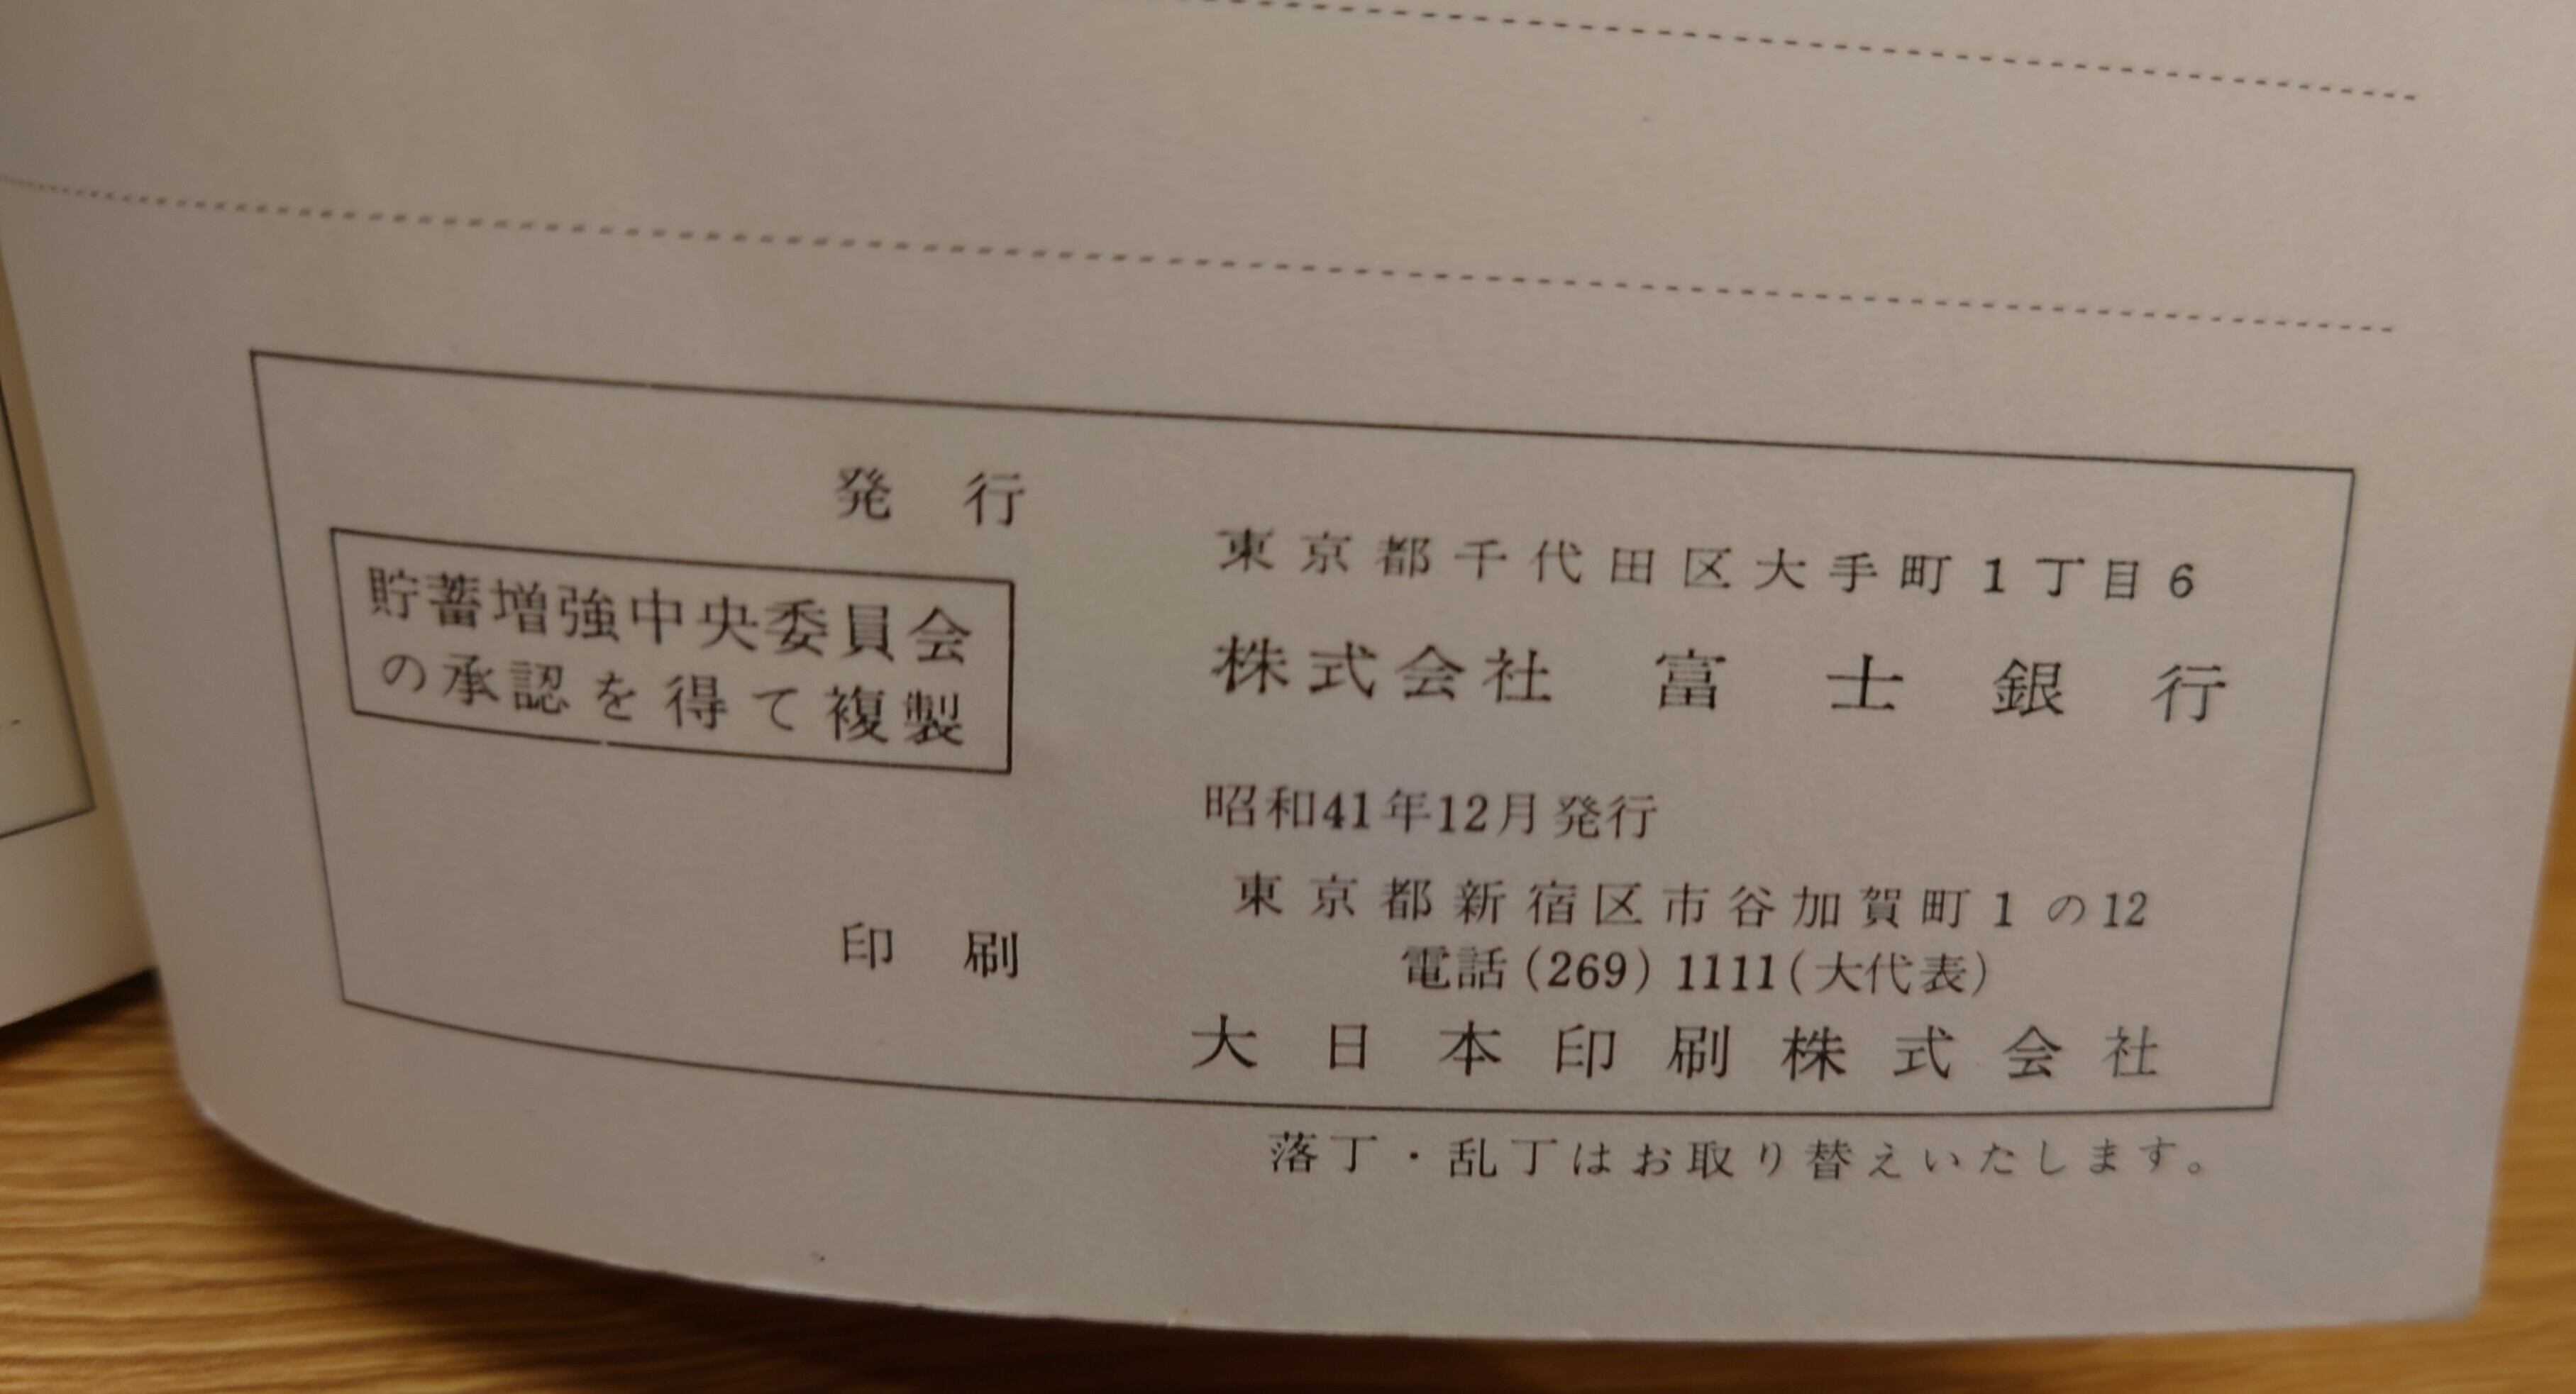 発行
東京都千代田区大手町1丁目6
株式会社 富士銀行
貯蓄増強中央委員会
の承認を得て複製
昭和41年12月発行
印刷
東京都新宿区市谷加賀町1の12
電話(269)1111(大代表)
大日本印刷株式会社
落丁・乱丁はお取り替えいたします。